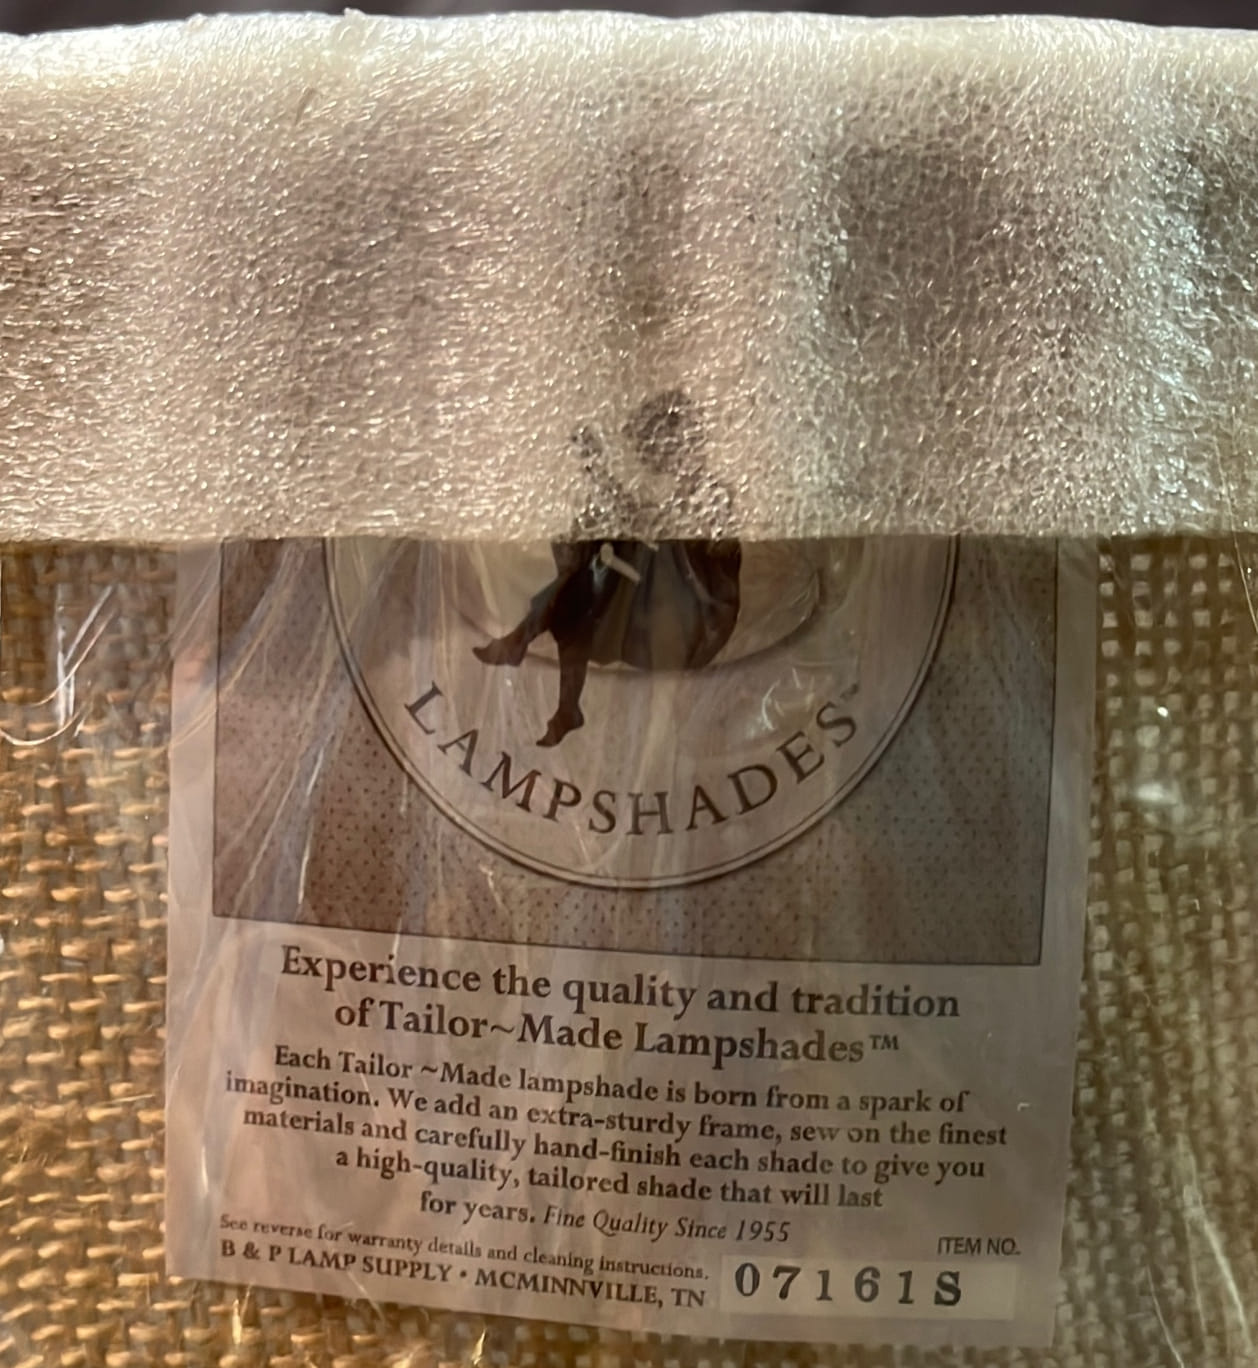 LAMPSHADES™
Experience the quality and tradition
of Tailor~Made Lampshades™
Each Tailor ~Made lampshade is born from a spark of
imagination. We add an extra-sturdy frame, sew on the finest
materials and carefully hand-finish each shade to give you
a high-quality, tailored shade that will last
for years. Fine Quality Since 1955
See reverse for warranty details and cleaning instructions.
B & P LAMP SUPPLY • MCMINNVILLE, TN
ITEM NO.
07161S